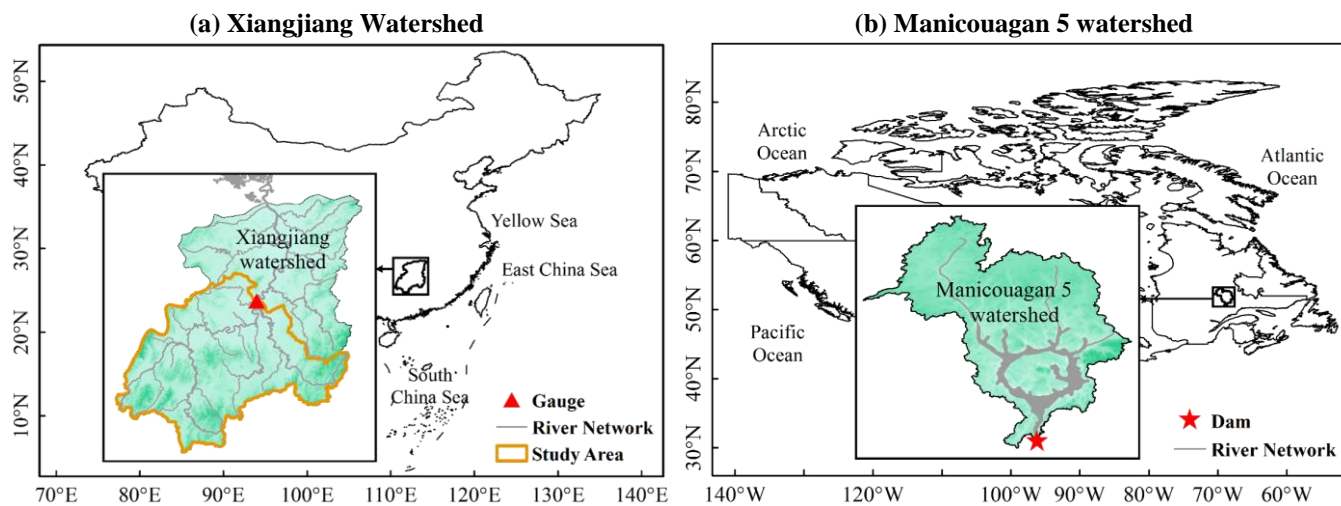 (a) Xiangjiang Watershed
50°N
40°N
30°N
20°N
10°N
Xiangjiang
watershed
Yellow Sea
East China Sea
South
China Sea
Gauge
River Network
Study Area
70°E
80°E
90°E
100°E
110°E
120°E
130°E
140°E
(b) Manicouagan 5 watershed
80°N
70°N
60°N
50°N
40°N
30°N
Arctic
Ocean
Atlantic
Ocean
Manicouagan 5
watershed
Pacific
Ocean
Dam
River Network
140°W
120°W
100°W
80°W
70°W
60°W